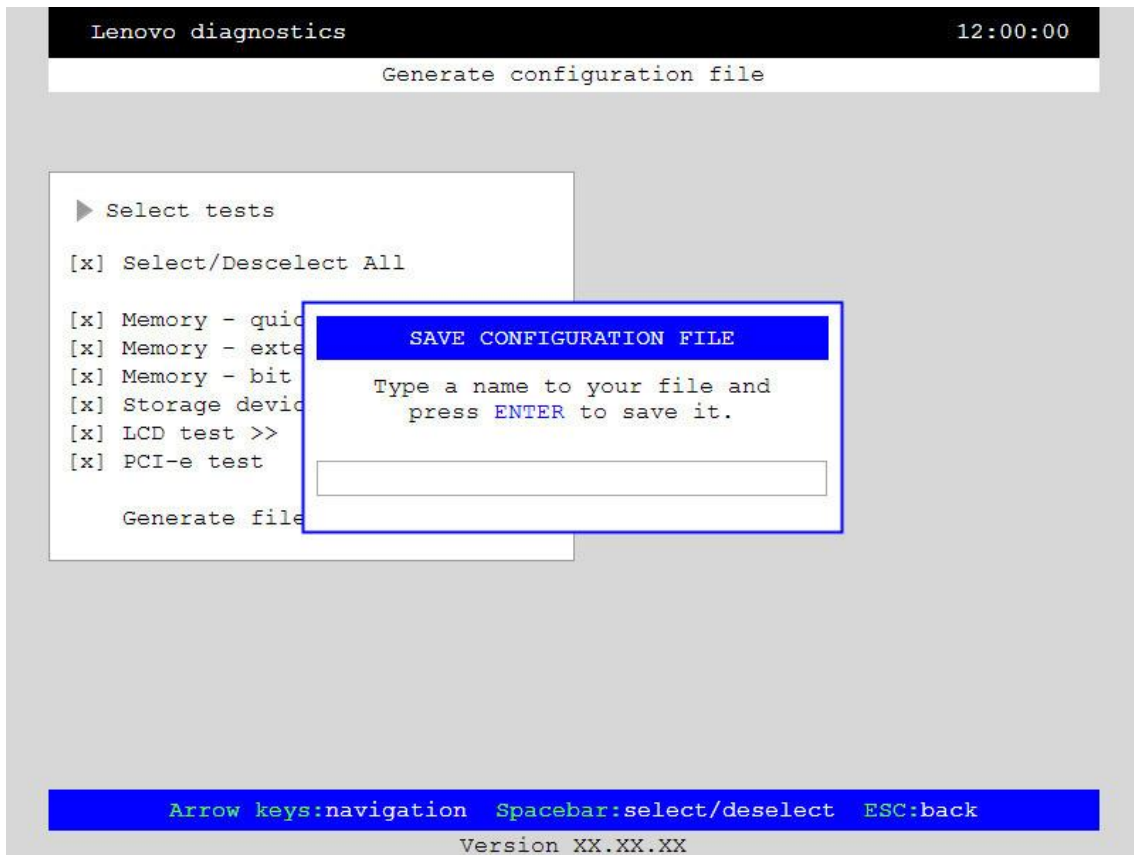 Lenovo diagnostics 12:00:00
Generate configuration file
Select tests
[x] Select/Descelect All
[x] Memory - quic
[x] Memory - exte
[x] Memory - bit
[x] Storage devic
[x] LCD test >>
[x] PCI-e test
Generate file
SAVE CONFIGURATION FILE
Type a name to your file and
press ENTER to save it.
Arrow keys:navigation Spacebar:select/deselect ESC:back
Version XX.XX.XX